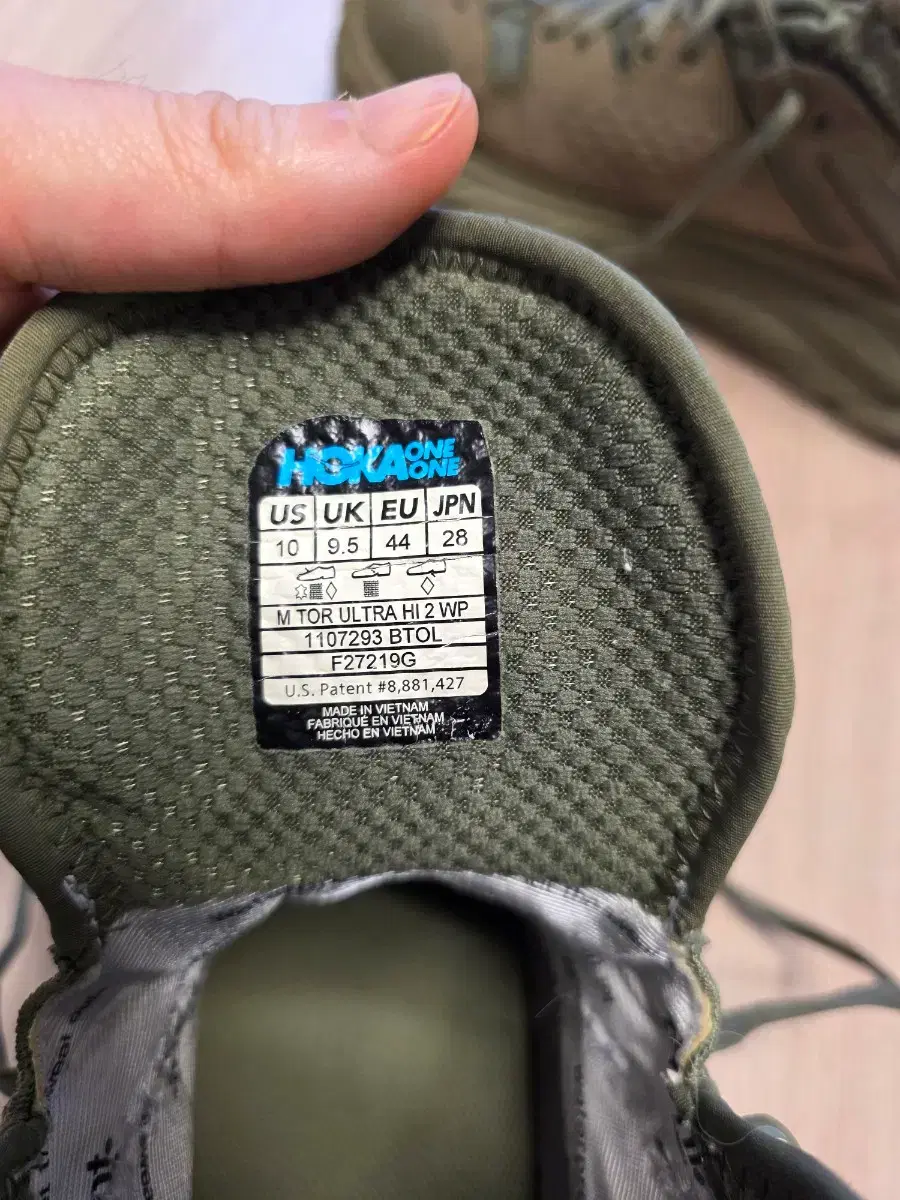 HOKA ONE ONE
US UK EU JPN
10 9.5 44 28
M TOR ULTRA HI 2 WP
1107293 BTOL
F27219G
U.S. Patent #8,881,427
MADE IN VIETNAM
FABRIQUÉ EN VIETNAM
HECHO EN VIETNAM